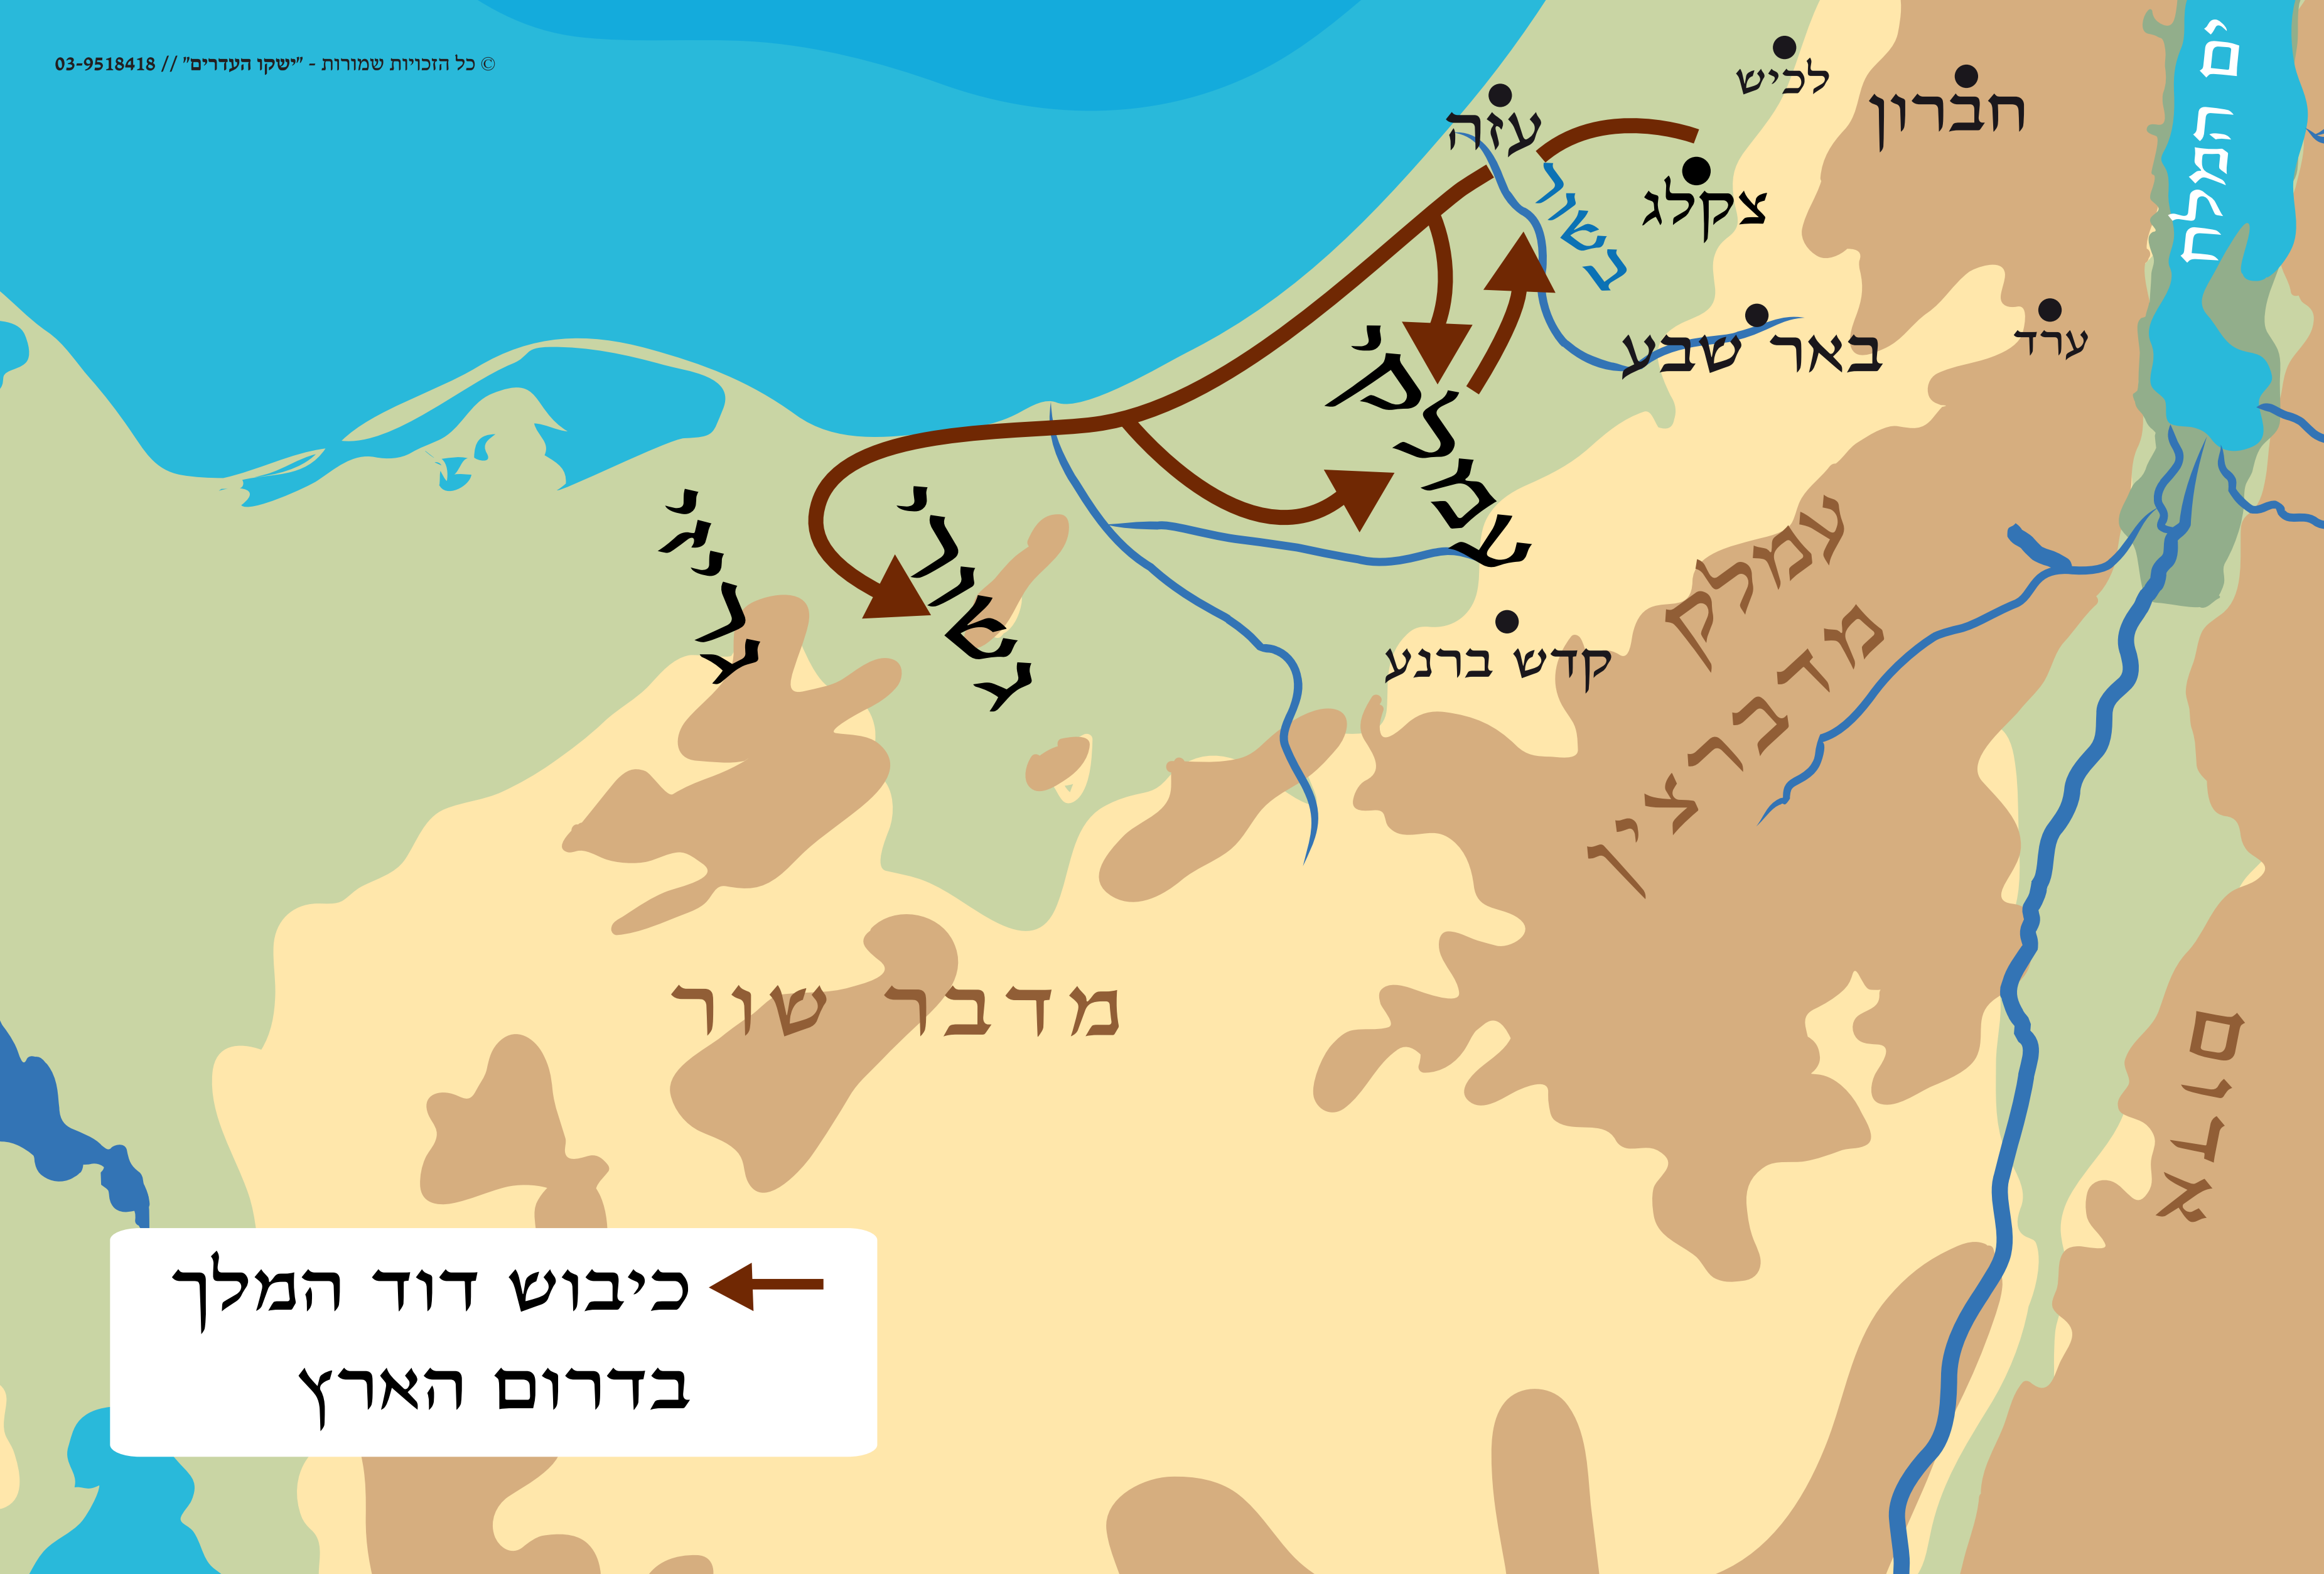 © כל הזכויות שמורות - "ישקו העדרים" // 03-9518418
לכיש
חברון
עזה
ים המלח
צקלג
בשור
באר שבע
ערד
עמלקי
גשורי
גריזי
קדש ברנע
עמלק
מדבר צין
מדבר שור
אדום
כיבוש דוד המלך
בדרום הארץ